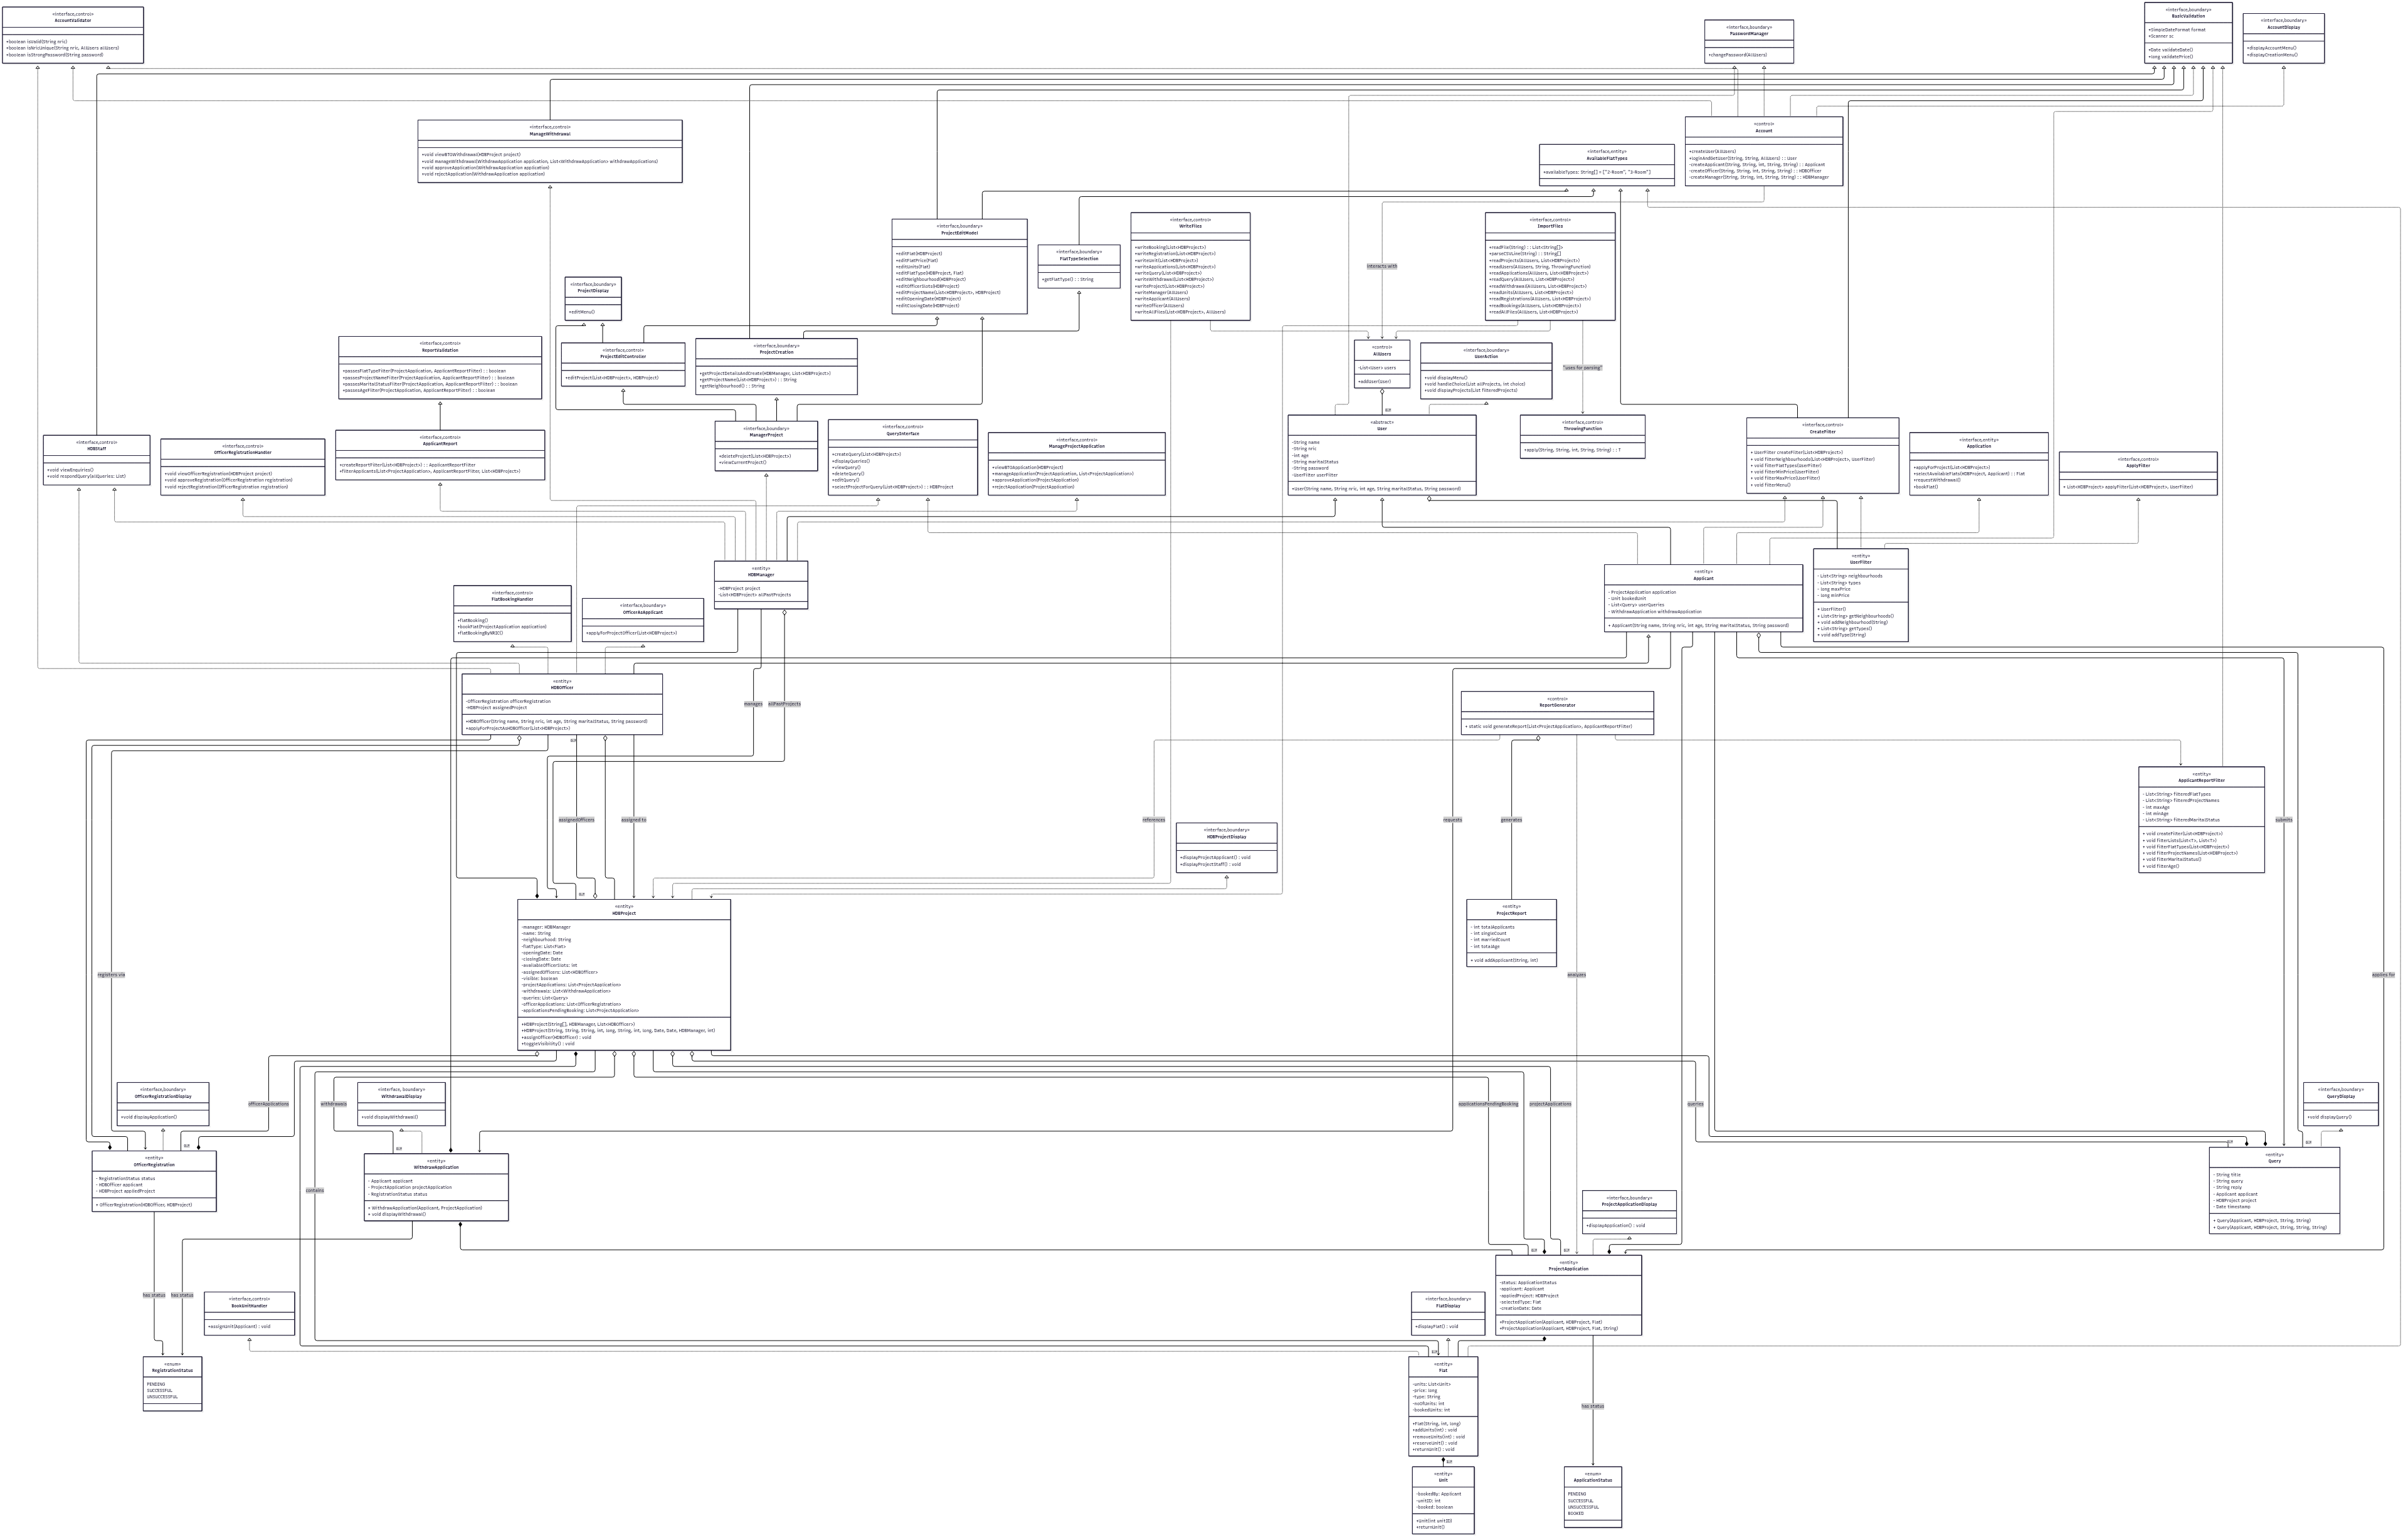 «interface,control»
AccountValidator
+boolean isValid(String nric)
+boolean isNricUnique(String nric, AllUsers allUsers)
+boolean isStrongPassword(String password)
«interface,boundary»
PasswordManager
+changePassword(AllUsers)
«interface,boundary»
BasicValidation
+SimpleDateFormat format
+Scanner sc
+Date validateDate()
+long validatePrice()
«interface,boundary»
AccountDisplay
+displayAccountMenu()
+displayCreationMenu()
«interface,control»
ManageWithdrawal
+void viewBTOWithdrawal(HDBProject project)
+void manageWithdrawal(WithdrawApplication application, List<WithdrawApplication> withdrawApplications)
+void approveApplication(WithdrawApplication application)
+void rejectApplication(WithdrawApplication application)
«control»
Account
+createUser(AllUsers)
+loginAndGetUser(String, String, AllUsers) : : User
-createApplicant(String, String, int, String, String) : : Applicant
-createOfficer(String, String, int, String, String) : : HDBOfficer
-createManager(String, String, int, String, String) : : HDBManager
«interface,entity»
AvailableFlatTypes
+availableTypes: String[] = ["2-Room", "3-Room"]
«interface,boundary»
ProjectEditModel
+editFlat(HDBProject)
+editFlatPrice(Flat)
+editUnits(Flat)
+editFlatType(HDBProject, Flat)
+editNeighbourhood(HDBProject)
+editOfficerSlots(HDBProject)
+editProjectName(List<HDBProject>, HDBProject)
+editOpeningDate(HDBProject)
+editClosingDate(HDBProject)
«interface,boundary»
FlatTypeSelection
+getFlatType() : : String
«interface,control»
WriteFiles
+writeBooking(List<HDBProject>)
+writeRegistration(List<HDBProject>)
+writeUnit(List<HDBProject>)
+writeApplications(List<HDBProject>)
+writeQuery(List<HDBProject>)
+writeWithdrawal(List<HDBProject>)
+writeProject(List<HDBProject>)
+writeManager(AllUsers)
+writeApplicant(AllUsers)
+writeOfficer(AllUsers)
+writeAllFiles(List<HDBProject>, AllUsers)
interacts with
«interface,control»
ImportFiles
+readFile(String) : : List<String[]>
+parseCSVLine(String) : : String[]
+readProjects(AllUsers, List<HDBProject>)
+readUsers(AllUsers, String, ThrowingFunction)
+readApplications(AllUsers, List<HDBProject>)
+readQuery(AllUsers, List<HDBProject>)
+readWithdrawal(AllUsers, List<HDBProject>)
+readUnits(AllUsers, List<HDBProject>)
+readRegistrations(AllUsers, List<HDBProject>)
+readBookings(AllUsers, List<HDBProject>)
+readAllFiles(AllUsers, List<HDBProject>)
«interface,boundary»
ProjectDisplay
+editMenu()
«interface,control»
ReportValidation
+passesFlatTypeFilter(ProjectApplication, ApplicantReportFilter) : : boolean
+passesProjectNameFilter(ProjectApplication, ApplicantReportFilter) : : boolean
+passesMaritalStatusFilter(ProjectApplication, ApplicantReportFilter) : : boolean
+passesAgeFilter(ProjectApplication, ApplicantReportFilter) : : boolean
«interface,control»
ProjectEditController
+editProject(List<HDBProject>, HDBProject)
«interface,boundary»
ProjectCreation
+getProjectDetailsAndCreate(HDBManager, List<HDBProject>)
+getProjectName(List<HDBProject>) : : String
+getNeighbourhood() : : String
«control»
AllUsers
-List<User> users
+addUser(User)
0..*
«interface,boundary»
UserAction
+void displayMenu()
+void handleChoice(List allProjects, int choice)
+void displayProjects(List filteredProjects)
"uses for parsing"
«interface,control»
HDBStaff
+void viewEnquiries()
+void respondQuery(allQueries: List)
«interface,control»
OfficerRegistrationHandler
+void viewOfficerRegistration(HDBProject project)
+void approveRegistration(OfficerRegistration registration)
+void rejectRegistration(OfficerRegistration registration)
«interface,control»
ApplicantReport
+createReportFilter(List<HDBProject>) : : ApplicantReportFilter
+filterApplicants(List<ProjectApplication>, ApplicantReportFilter, List<HDBProject>)
«interface,boundary»
ManagerProject
+deleteProject(List<HDBProject>)
+viewCurrentProject()
«interface,control»
QueryInterface
+createQuery(List<HDBProject>)
+displayQueries()
+viewQuery()
+deleteQuery()
+editQuery()
+selectProjectForQuery(List<HDBProject>) : : HDBProject
«interface,control»
ManageProjectApplication
+viewBTOApplication(HDBProject)
+manageApplication(ProjectApplication, List<ProjectApplication>)
+approveApplication(ProjectApplication)
+rejectApplication(ProjectApplication)
«abstract»
User
-String name
-String nric
-int age
-String maritalStatus
-String password
-UserFilter userFilter
+User(String name, String nric, int age, String maritalStatus, String password)
«interface,control»
ThrowingFunction
+apply(String, String, int, String, String) : : T
«interface,control»
CreateFilter
+ UserFilter createFilter(List<HDBProject>)
+ void filterNeighbourhoods(List<HDBProject>, UserFilter)
+ void filterFlatTypes(UserFilter)
+ void filterMinPrice(UserFilter)
+ void filterMaxPrice(UserFilter)
+ void filterMenu()
«interface,entity»
Application
+applyForProject(List<HDBProject>)
+selectAvailableFlats(HDBProject, Applicant) : : Flat
+requestWithdrawal()
+bookFlat()
«interface,control»
ApplyFilter
+ List<HDBProject> applyFilter(List<HDBProject>, UserFilter)
«entity»
HDBManager
-HDBProject project
-List<HDBProject> allPastProjects
«interface,control»
FlatBookingHandler
+flatBooking()
+bookFlat(ProjectApplication application)
+flatBookingByNRIC()
«interface,boundary»
OfficerAsApplicant
+applyForProjectOfficer(List<HDBProject>)
«entity»
Applicant
- ProjectApplication application
- Unit bookedUnit
- List<Query> userQueries
- WithdrawApplication withdrawApplication
+ Applicant(String name, String nric, int age, String maritalStatus, String password)
«entity»
UserFilter
- List<String> neighbourhoods
- List<String> types
- long maxPrice
- long minPrice
+ UserFilter()
+ List<String> getNeighbourhoods()
+ void addNeighbourhood(String)
+ List<String> getTypes()
+ void addType(String)
«entity»
HDBOfficer
-OfficerRegistration officerRegistration
-HDBProject assignedProject
+HDBOfficer(String name, String nric, int age, String maritalStatus, String password)
+applyForProjectAsHDBOfficer(List<HDBProject>)
0..*
manages
allPastProjects
«control»
ReportGenerator
+ static void generateReport(List<ProjectApplication>, ApplicantReportFilter)
«entity»
ApplicantReportFilter
- List<String> filteredFlatTypes
- List<String> filteredProjectNames
- int maxAge
- int minAge
- List<String> filteredMaritalStatus
+ void createFilter(List<HDBProject>)
+ void filterLists(List<T>, List<T>)
+ void filterFlatTypes(List<HDBProject>)
+ void filterProjectNames(List<HDBProject>)
+ void filterMaritalStatus()
+ void filterAge()
assignedOfficers
assigned to
references
requests
generates
submits
«interface,boundary»
HDBProjectDisplay
+displayProjectApplicant() : void
+displayProjectStaff() : void
0..*
«entity»
HDBProject
-manager: HDBManager
-name: String
-neighbourhood: String
-flatType: List<Flat>
-openingDate: Date
-closingDate: Date
-availableOfficerSlots: int
-assignedOfficers: List<HDBOfficer>
-visible: boolean
-projectApplications: List<ProjectApplication>
-withdrawals: List<WithdrawApplication>
-queries: List<Query>
-officerApplications: List<OfficerRegistration>
-applicationsPendingBooking: List<ProjectApplication>
+HDBProject(String[], HDBManager, List<HDBOfficer>)
+HDBProject(String, String, String, int, long, String, int, long, Date, Date, HDBManager, int)
+assignOfficer(HDBOfficer) : void
+toggleVisibility() : void
«entity»
ProjectReport
- int totalApplicants
- int singleCount
- int marriedCount
- int totalAge
+ void addApplicant(String, int)
registers via
analyzes
applies for
«interface,boundary»
OfficerRegistrationDisplay
+void displayApplication()
officerApplications
withdrawals
«interface, boundary»
WithdrawalDisplay
+void displayWithdrawal()
applicationsPendingBooking
projectApplications
queries
«interface,boundary»
QueryDisplay
+void displayQuery()
0..*
0..*
0..*
0..*
«entity»
OfficerRegistration
- RegistrationStatus status
- HDBOfficer applicant
- HDBProject appliedProject
+ OfficerRegistration(HDBOfficer, HDBProject)
«entity»
WithdrawApplication
- Applicant applicant
- ProjectApplication projectApplication
- RegistrationStatus status
+ WithdrawApplication(Applicant, ProjectApplication)
+ void displayWithdrawal()
«entity»
Query
- String title
- String query
- String reply
- Applicant applicant
- HDBProject project
- Date timestamp
+ Query(Applicant, HDBProject, String, String)
+ Query(Applicant, HDBProject, String, String, String)
contains
«interface,boundary»
ProjectApplicationDisplay
+displayApplication() : void
0..*
0..*
«entity»
ProjectApplication
-status: ApplicationStatus
-applicant: Applicant
-appliedProject: HDBProject
-selectedType: Flat
-creationDate: Date
+ProjectApplication(Applicant, HDBProject, Flat)
+ProjectApplication(Applicant, HDBProject, Flat, String)
has status
has status
«interface,control»
BookUnitHandler
+assignUnit(Applicant) : void
«interface,boundary»
FlatDisplay
+displayFlat() : void
«enum»
RegistrationStatus
PENDING
SUCCESSFUL
UNSUCCESSFUL
0..*
«entity»
Flat
-units: List<Unit>
-price: long
-type: String
-noOfUnits: int
-bookedUnits: int
+Flat(String, int, long)
+addUnits(int) : void
+removeUnits(int) : void
+reserveUnit() : void
+returnUnit() : void
has status
0..*
«entity»
Unit
-bookedBy: Applicant
-unitID: int
-booked: boolean
+Unit(int unitID)
+returnUnit()
«enum»
ApplicationStatus
PENDING
SUCCESSFUL
UNSUCCESSFUL
BOOKED